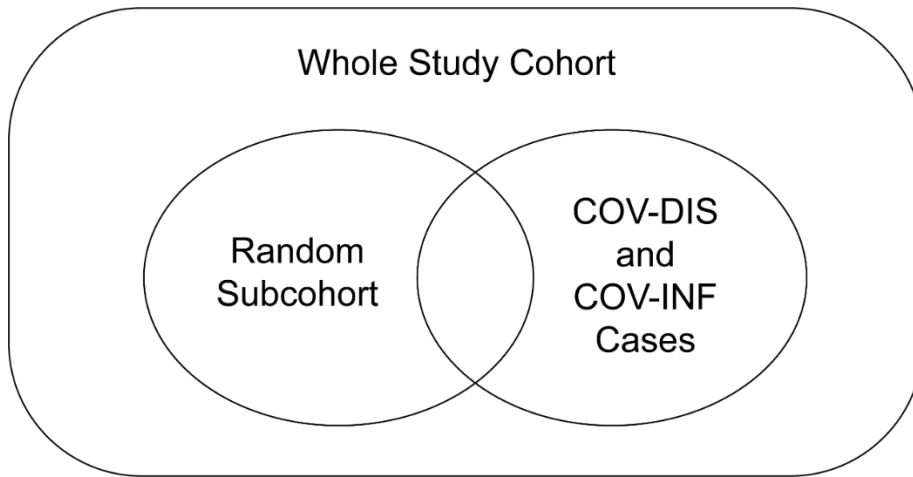 Whole Study Cohort
Random
Subcohort
COV-DIS
and
COV-INF
Cases